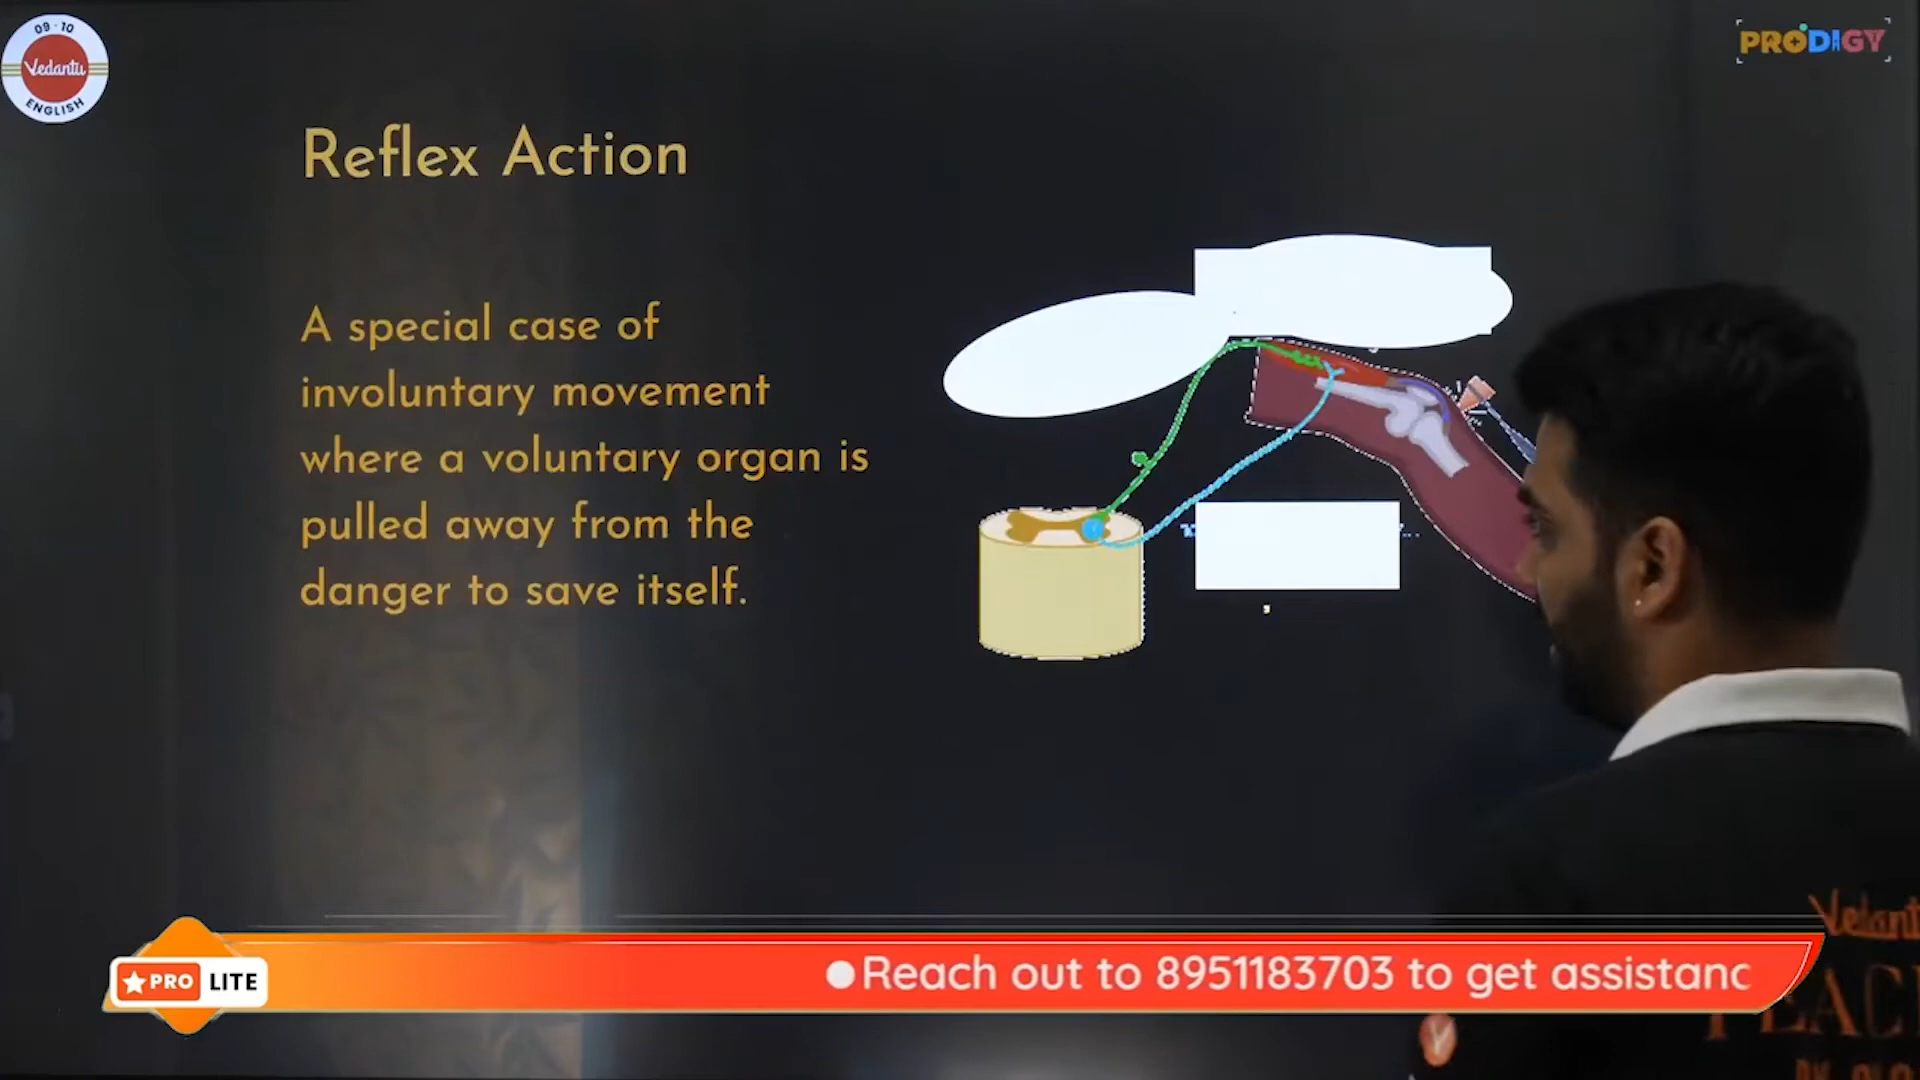 09 - 10
Vedantu
ENGLISH
PRODIGY
Reflex Action
A special case of
involuntary movement
where a voluntary organ is
pulled away from the
danger to save itself.
PRO LITE
Reach out to 8951183703 to get assistanc
Vedant